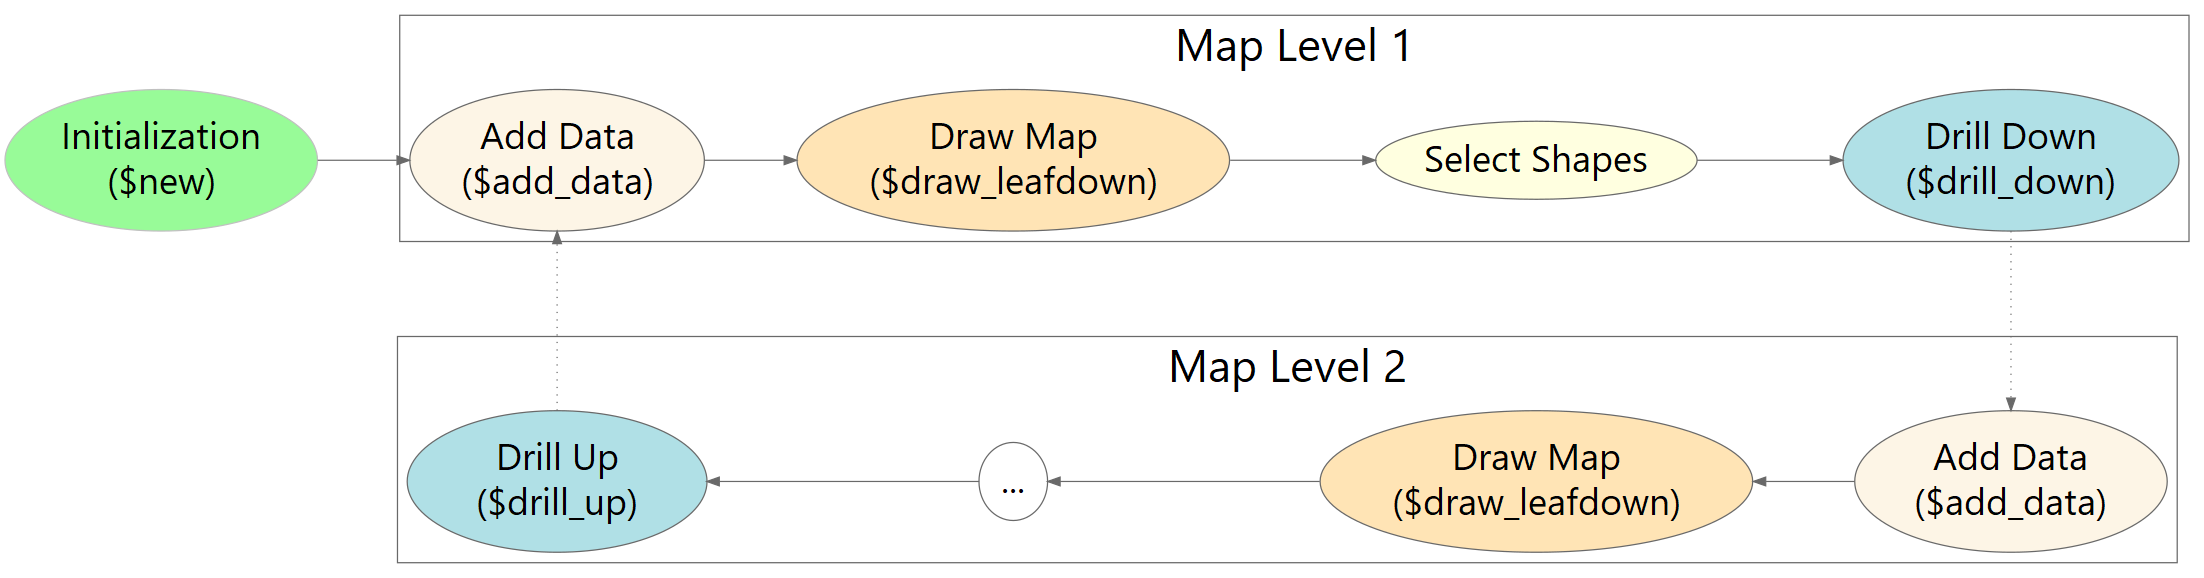 Map Level 1
Initialization
($new)
Add Data
($add_data)
Draw Map
($draw_leafdown)
Select Shapes
Drill Down
($drill_down)
Map Level 2
Drill Up
($drill_up)
...
Draw Map
($draw_leafdown)
Add Data
($add_data)